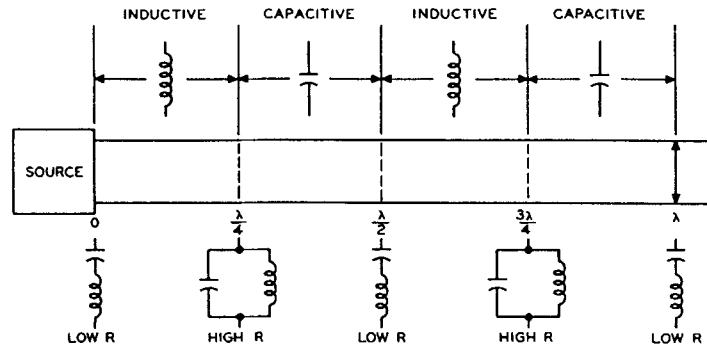 INDUCTIVE CAPACITIVE INDUCTIVE CAPACITIVE
SOURCE
0 λ/4 λ/2 3λ/4 λ
LOW R HIGH R LOW R HIGH R LOW R